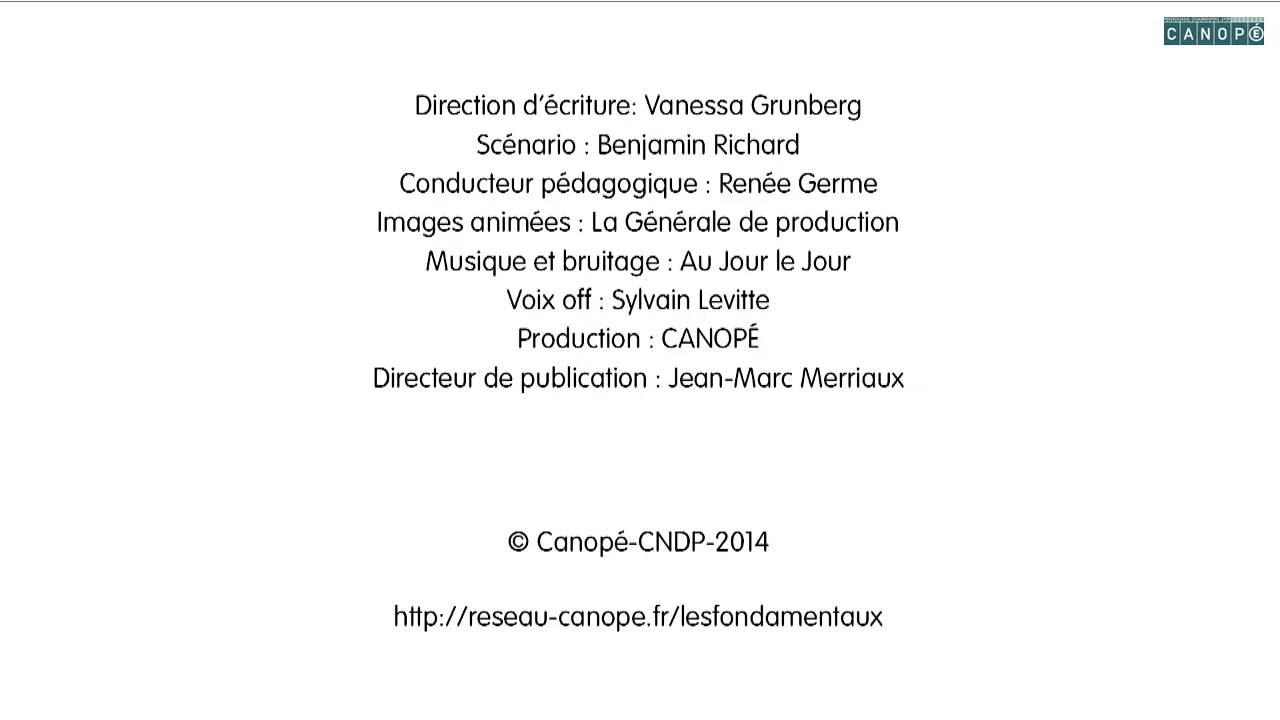 CANOPÉ
Direction d'écriture: Vanessa Grunberg
Scénario : Benjamin Richard
Conducteur pédagogique : Renée Germe
Images animées : La Générale de production
Musique et bruitage : Au Jour le Jour
Voix off : Sylvain Levitte
Production : CANOPÉ
Directeur de publication : Jean-Marc Merriaux
© Canopé-CNDP-2014
http://reseau-canope.fr/lesfondamentaux